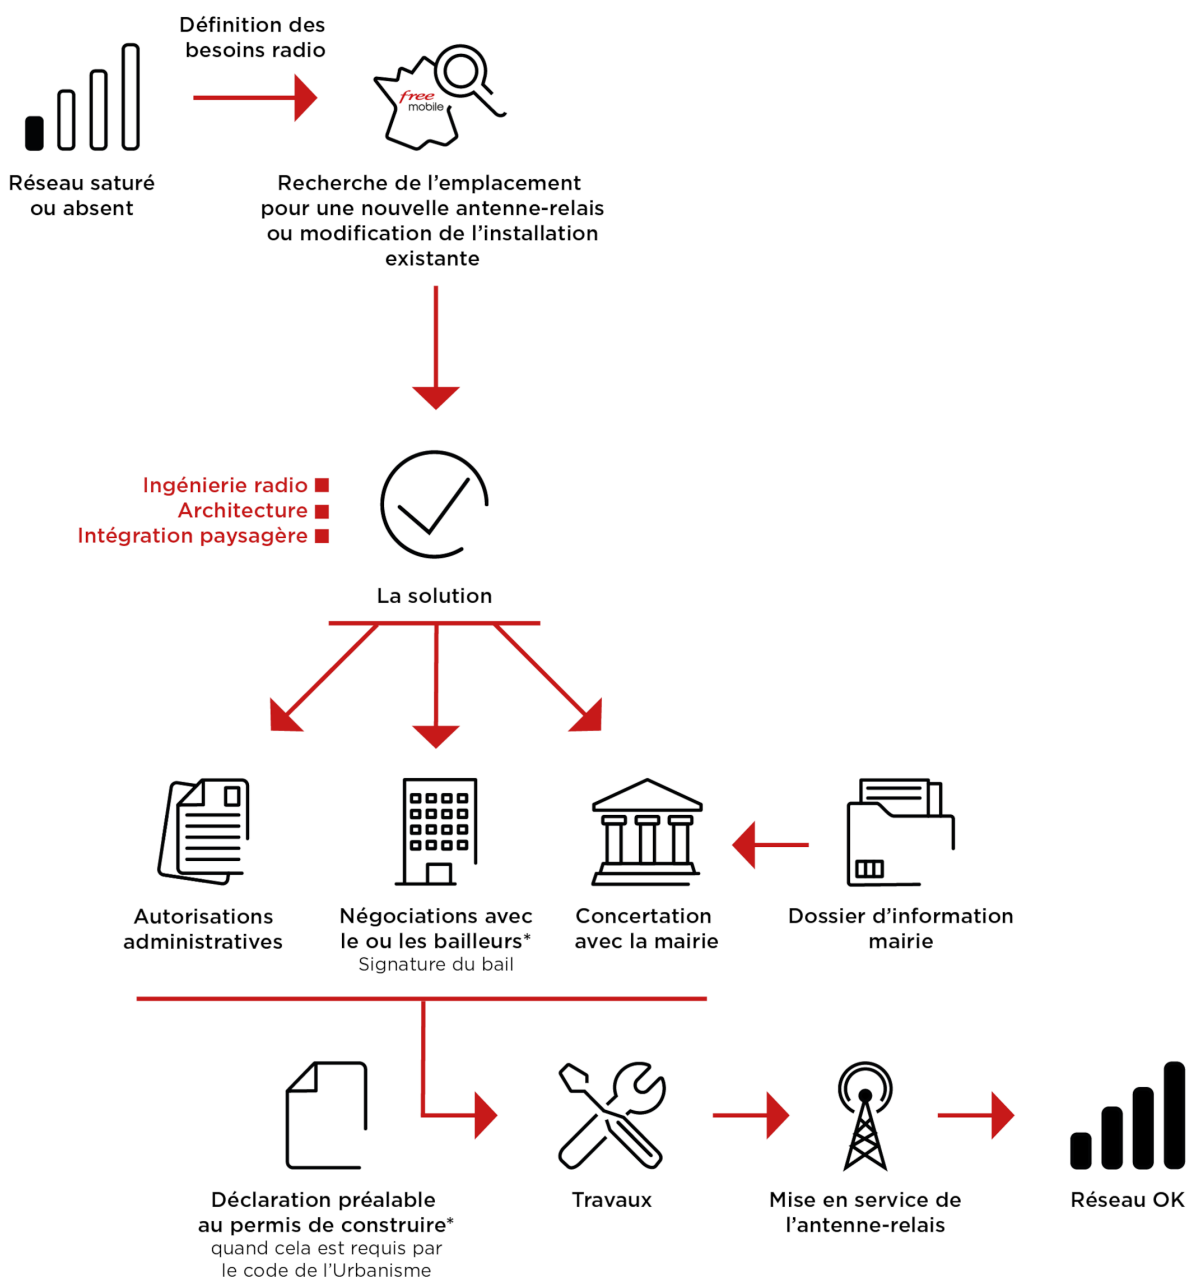 Définition des
besoins radio
free
mobile
Réseau saturé
ou absent
Recherche de l’emplacement
pour une nouvelle antenne-relais
ou modification de l’installation
existante
Ingénierie radio
Architecture
Intégration paysagère
La solution
Autorisations
administratives
Négociations avec
le ou les bailleurs*
Signature du bail
Concertation
avec la mairie
Dossier d’information
mairie
Déclaration préalable
au permis de construire*
quand cela est requis par
le code de l’Urbanisme
Travaux
Mise en service de
l’antenne-relais
Réseau OK